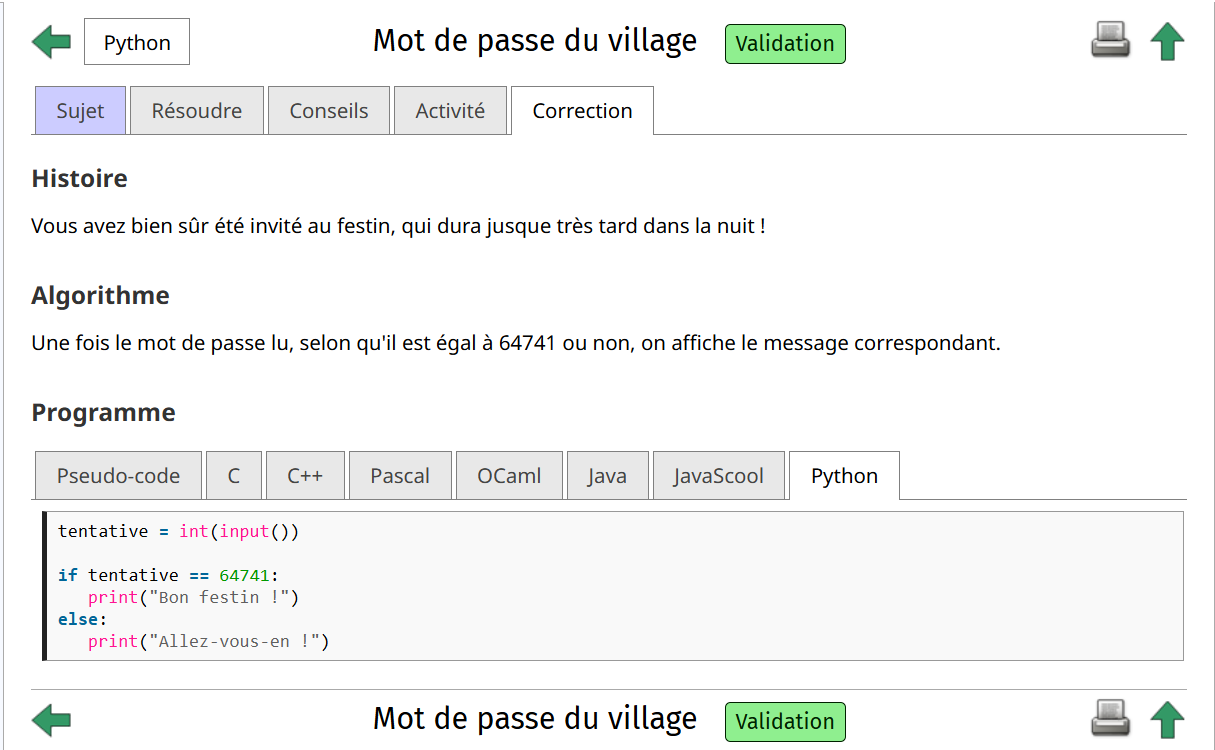 Python
Mot de passe du village
Validation
Sujet
Résoudre
Conseils
Activité
Correction
Histoire
Vous avez bien sûr été invité au festin, qui dura jusque très tard dans la nuit !
Algorithme
Une fois le mot de passe lu, selon qu'il est égal à 64741 ou non, on affiche le message correspondant.
Programme
Pseudo-code
C
C++
Pascal
OCaml
Java
JavaScool
Python
tentative = int(input())
if tentative == 64741:
   print("Bon festin !")
else:
   print("Allez-vous-en !")
Mot de passe du village
Validation